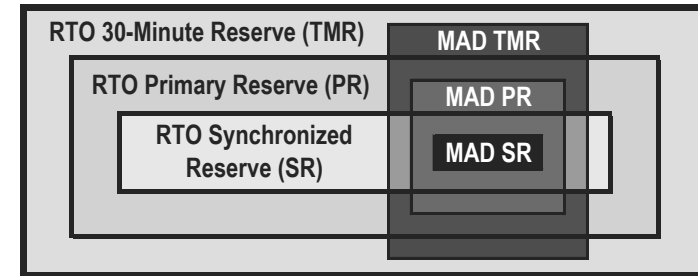 RTO 30-Minute Reserve (TMR)
MAD TMR
RTO Primary Reserve (PR)
MAD PR
RTO Synchronized
Reserve (SR)
MAD SR